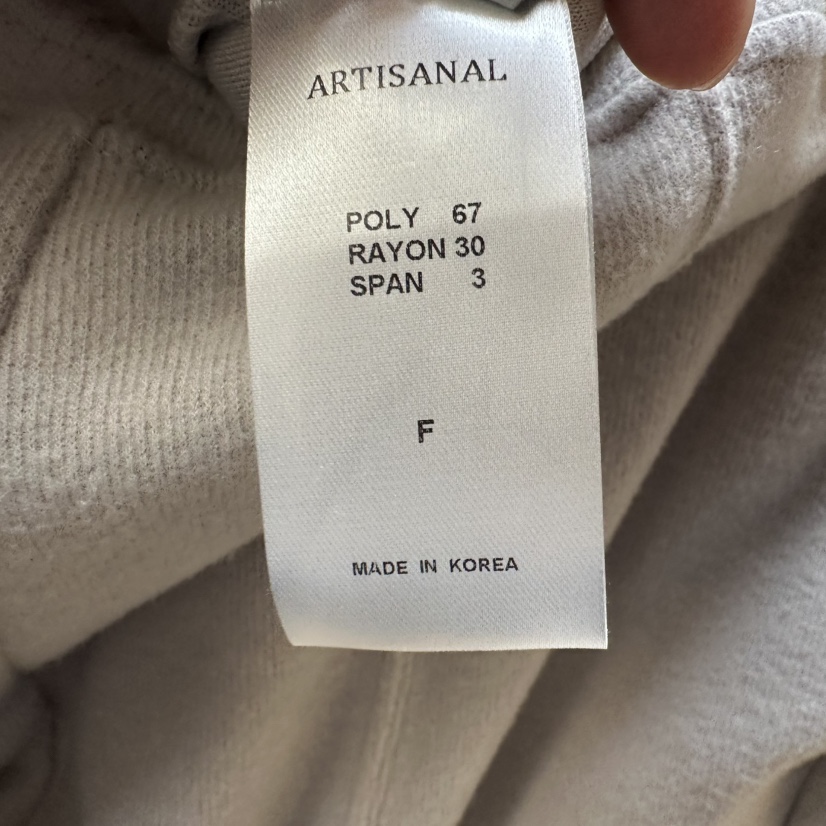 ARTISANAL
POLY 67
RAYON 30
SPAN 3
F
MADE IN KOREA